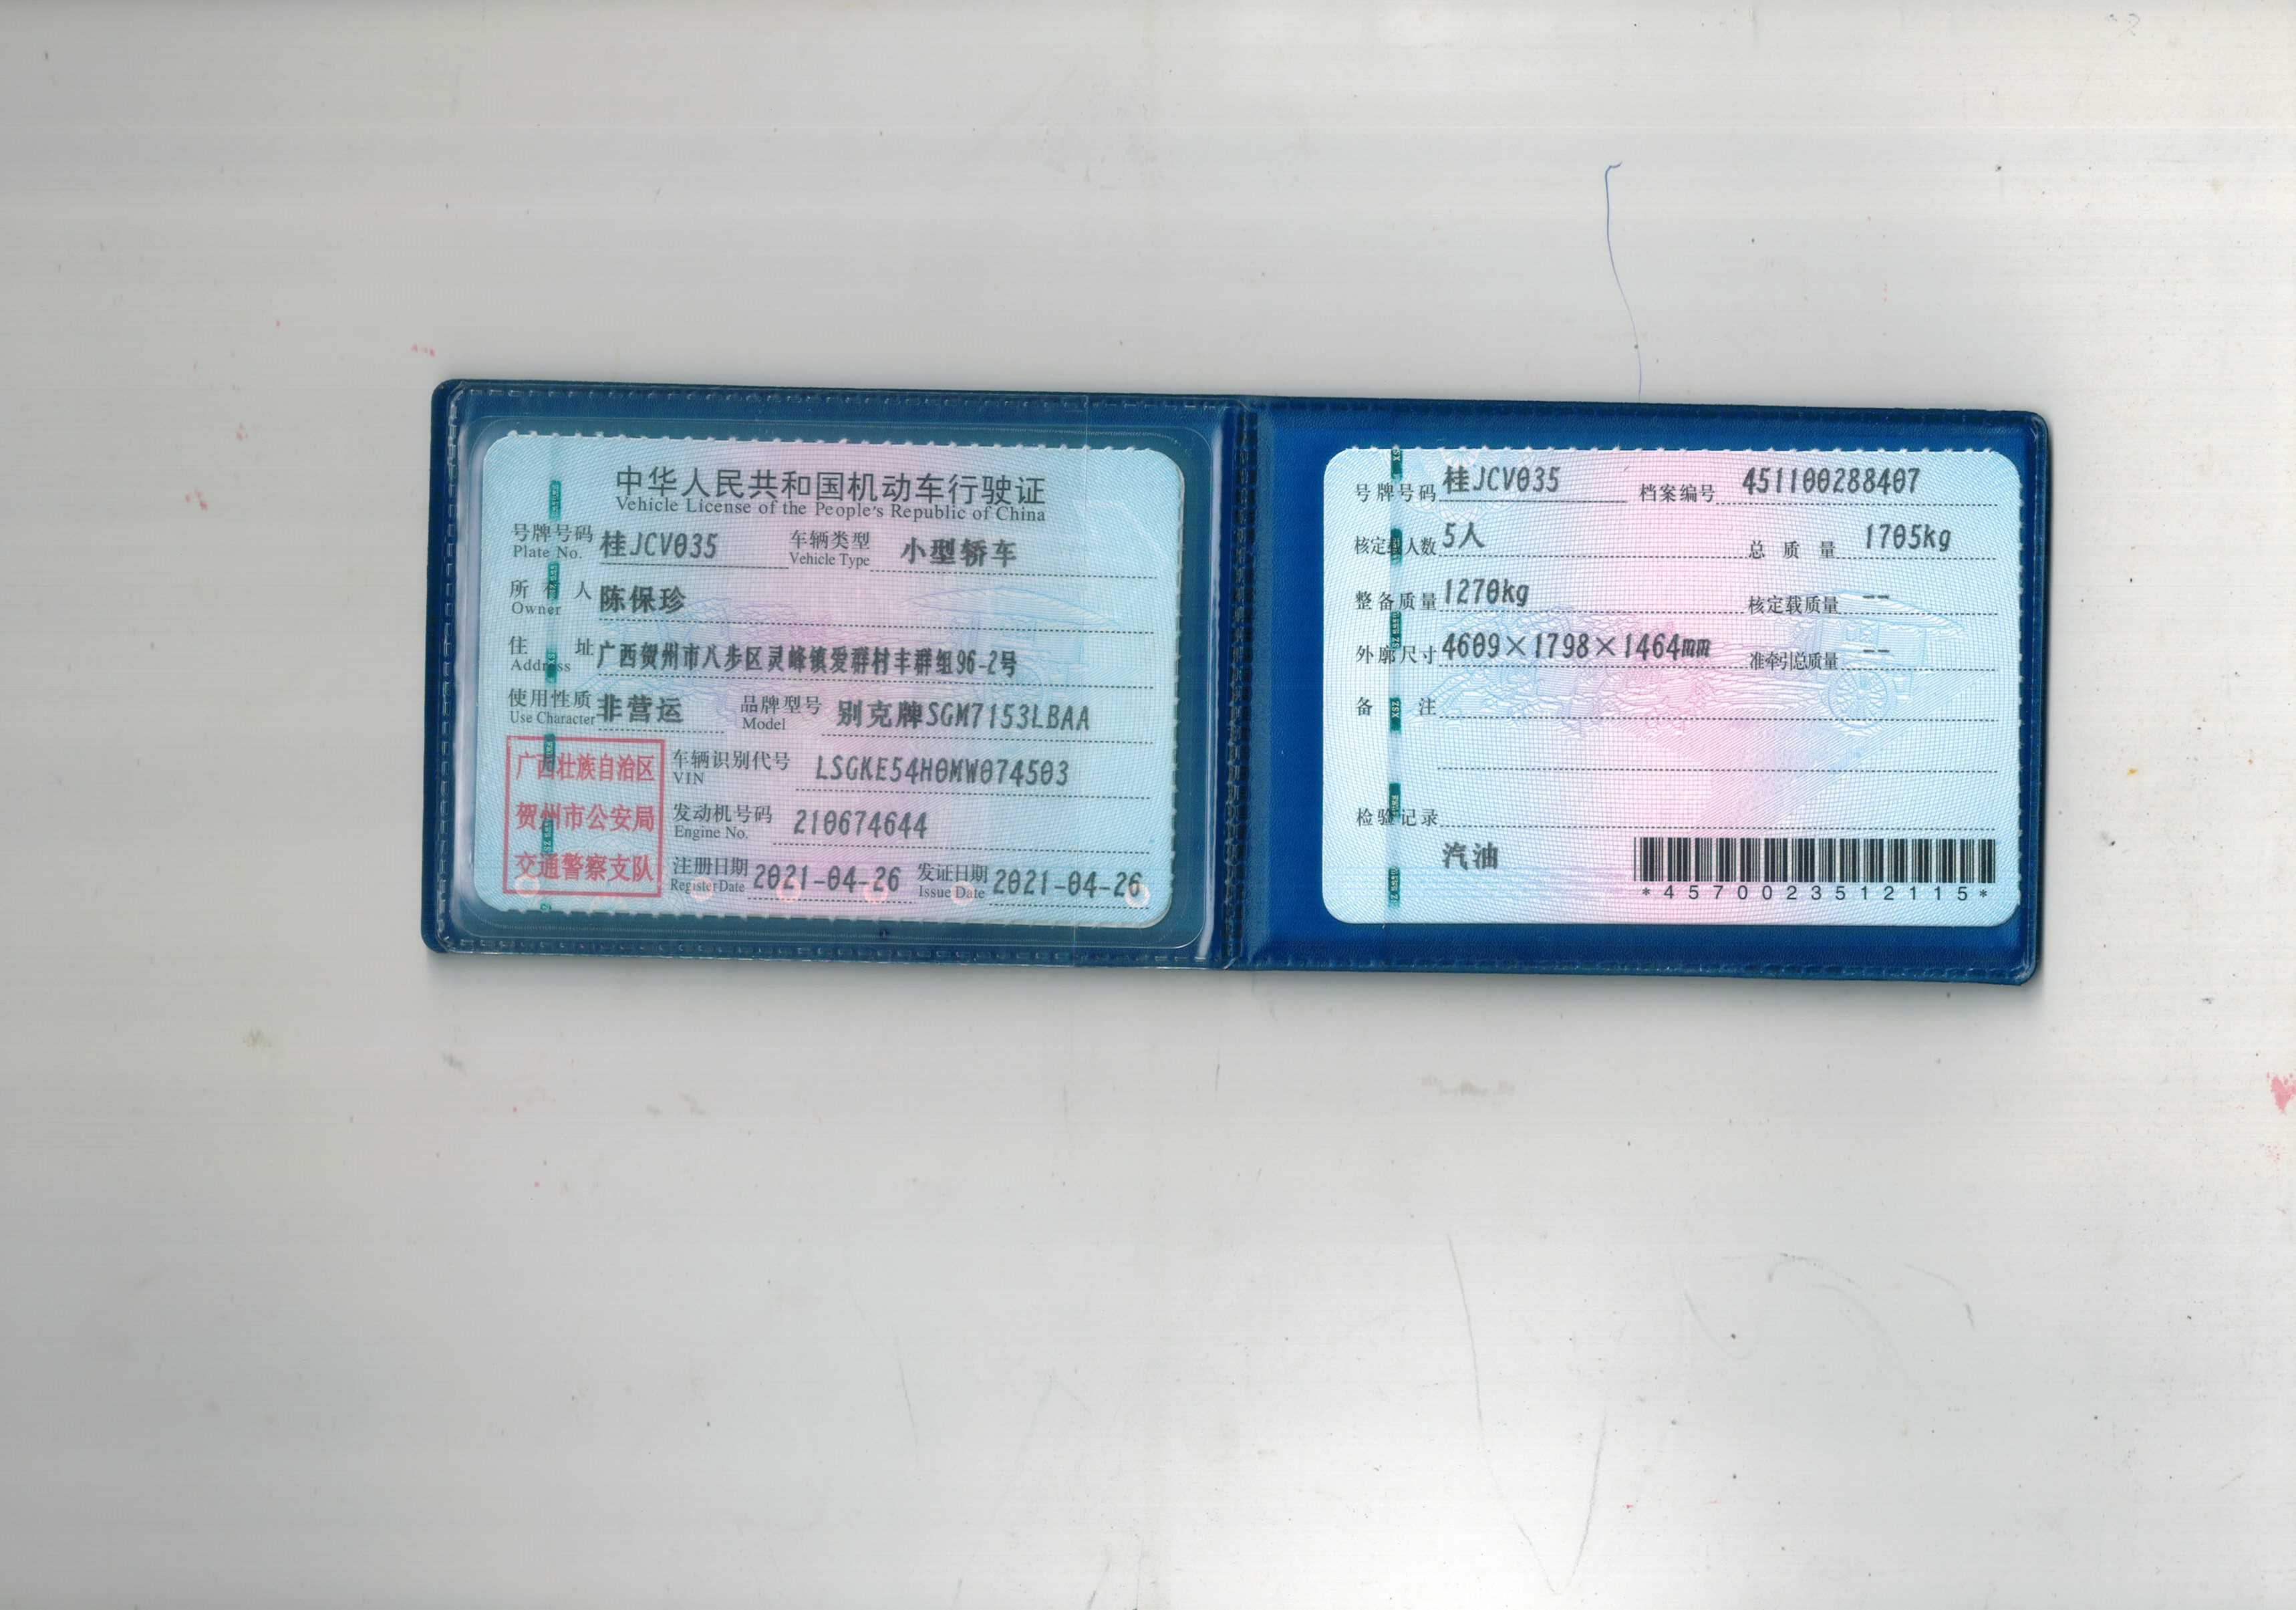 中华人民共和国机动车行驶证
Vehicle License of the People's Republic of China
号牌号码 桂JCV035 车辆类型 小型轿车
Plate No. Vehicle Type
所有人 陈保珍
Owner
住址 广西贺州市八步区灵峰镇爱群村丰群组96-2号
Address
使用性质 非营运 品牌型号 别克牌SGM7153LBAA
Use Character Model
广西壮族自治区
贺州市公安局
交通警察支队
车辆识别代号 LSGKE54H0MW074503
VIN
发动机号码 210674644
Engine No.
注册日期 2021-04-26 发证日期 2021-04-26
Register Date Issue Date
号牌号码 桂JCV035 档案编号 451100288407
核定载人数 5人 总质量 1705kg
整备质量 1270kg 核定载质量 --
外廓尺寸 4609×1798×1464mm 准牵引总质量 --
备注
检验记录
汽油
*4570023512115*